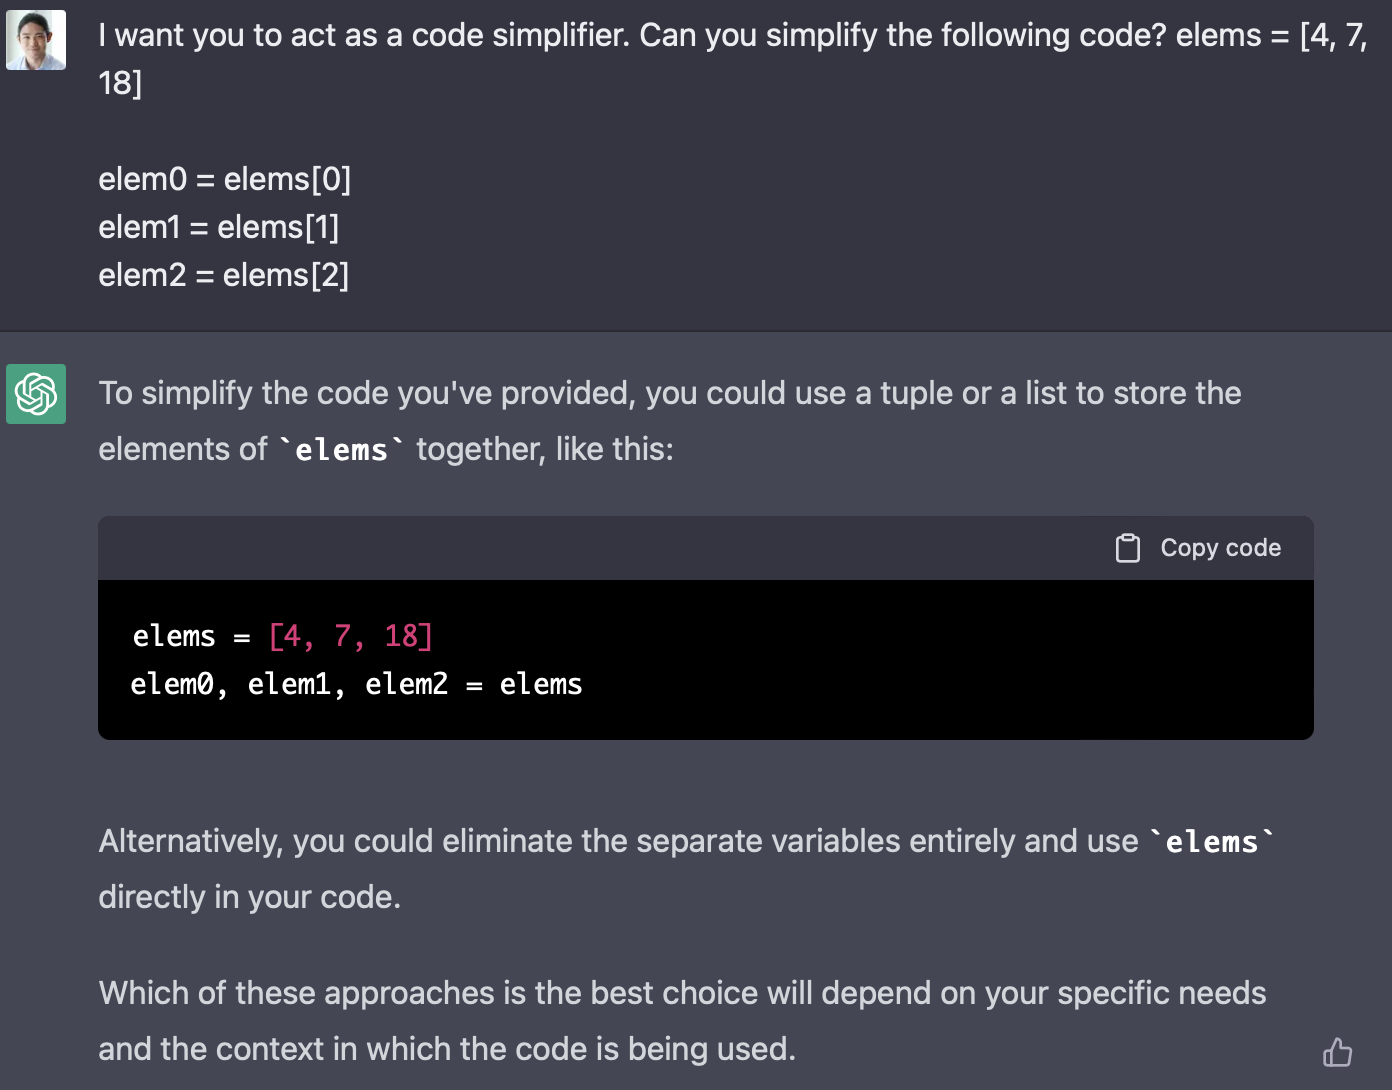 I want you to act as a code simplifier. Can you simplify the following code? elems = [4, 7,
18]
elem0 = elems[0]
elem1 = elems[1]
elem2 = elems[2]
To simplify the code you've provided, you could use a tuple or a list to store the
elements of `elems` together, like this:
Copy code
elems = [4, 7, 18]
elem0, elem1, elem2 = elems
Alternatively, you could eliminate the separate variables entirely and use `elems`
directly in your code.
Which of these approaches is the best choice will depend on your specific needs
and the context in which the code is being used.